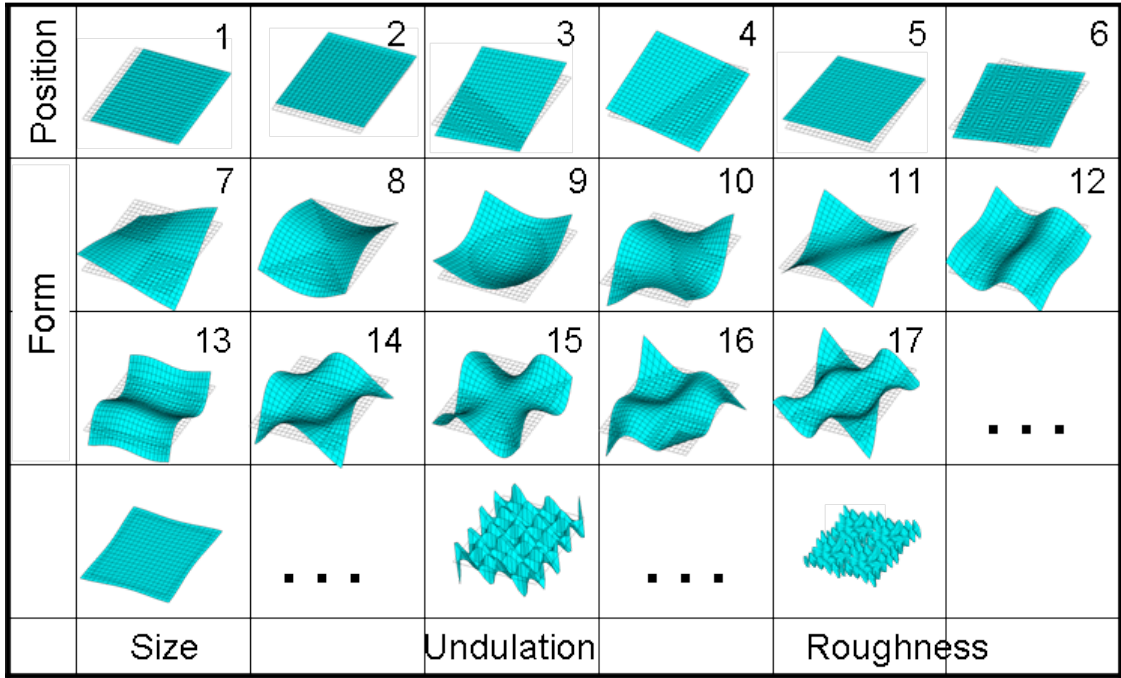 Position 1 2 3 4 5 6
Form 7 8 9 10 11 12
13 14 15 16 17 . . .
. . . . . .
Size Undulation Roughness